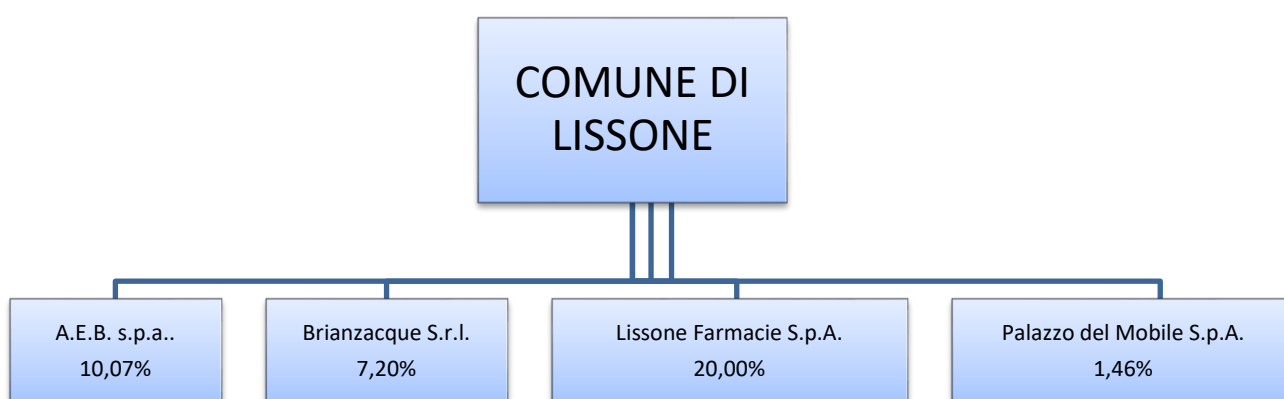 COMUNE DI
LISSONE
A.E.B. s.p.a..
10,07%
Brianzacque S.r.l.
7,20%
Lissone Farmacie S.p.A.
20,00%
Palazzo del Mobile S.p.A.
1,46%